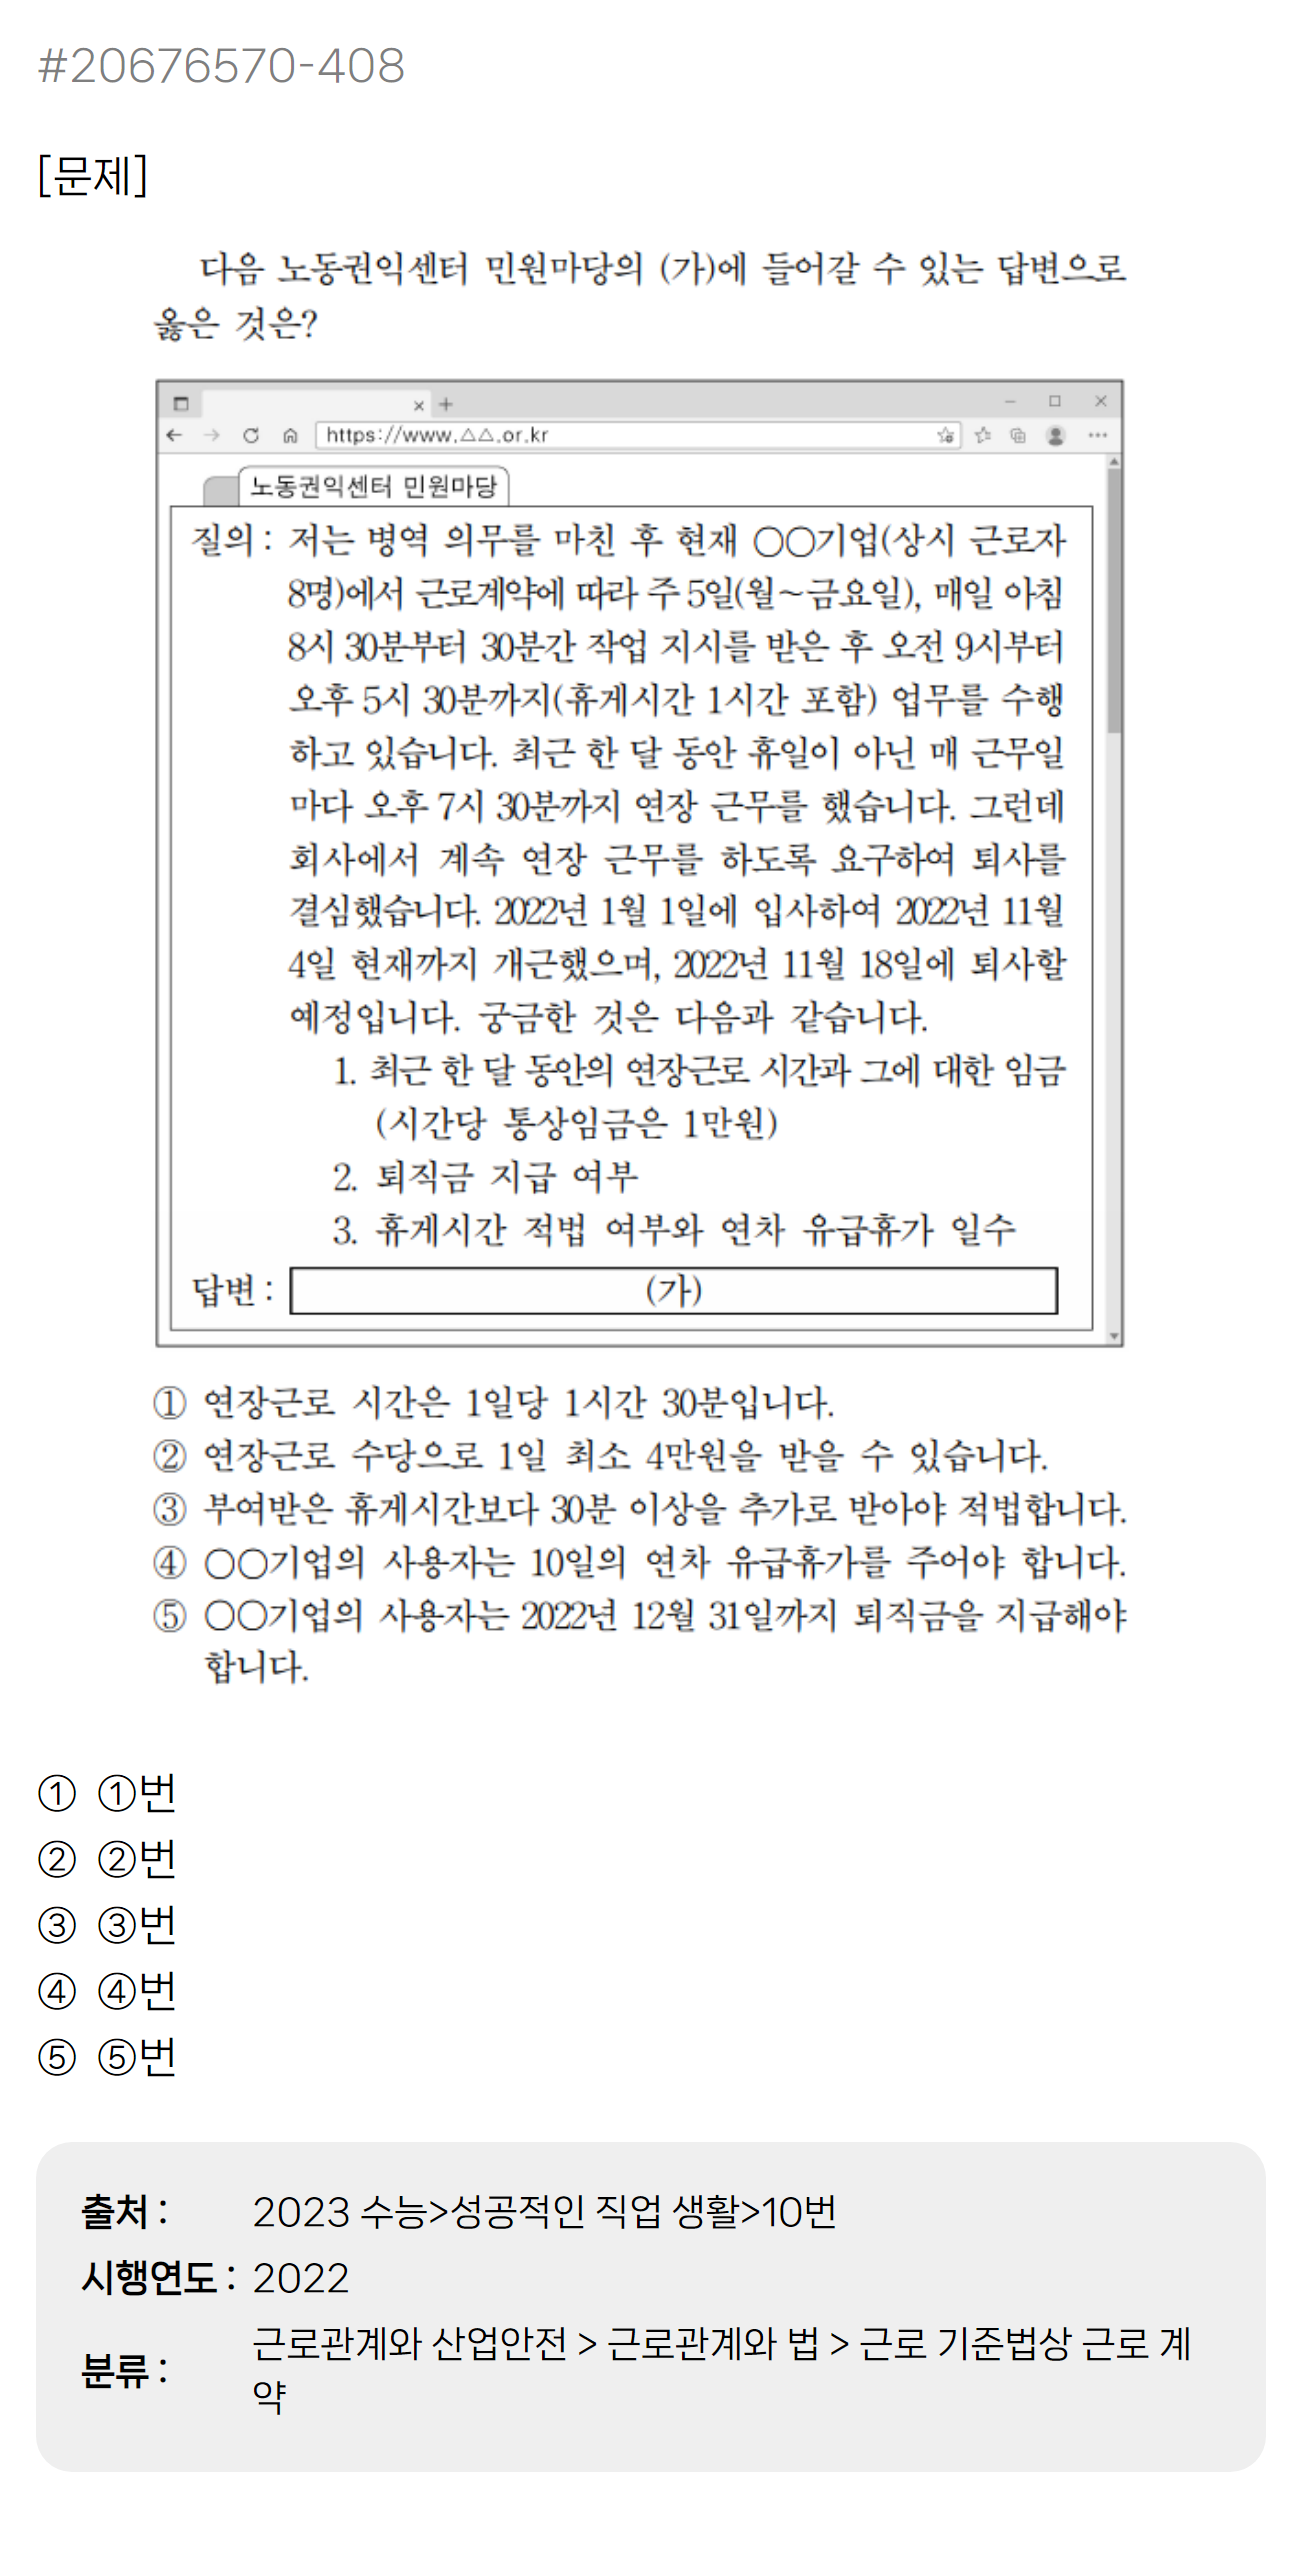 #20676570-408
[문제]
다음 노동권익센터 민원마당의 (가)에 들어갈 수 있는 답변으로
옳은 것은?
https://www.△△.or.kr
노동권익센터 민원마당
질의 : 저는 병역 의무를 마친 후 현재 ○○기업(상시 근로자
8명)에서 근로계약에 따라 주 5일(월~금요일), 매일 아침
8시 30분부터 30분간 작업 지시를 받은 후 오전 9시부터
오후 5시 30분까지(휴게시간 1시간 포함) 업무를 수행
하고 있습니다. 최근 한 달 동안 휴일이 아닌 매 근무일
마다 오후 7시 30분까지 연장 근무를 했습니다. 그런데
회사에서 계속 연장 근무를 하도록 요구하여 퇴사를
결심했습니다. 2022년 1월 1일에 입사하여 2022년 11월
4일 현재까지 개근했으며, 2022년 11월 18일에 퇴사할
예정입니다. 궁금한 것은 다음과 같습니다.
1. 최근 한 달 동안의 연장근로 시간과 그에 대한 임금
(시간당 통상임금은 1만원)
2. 퇴직금 지급 여부
3. 휴게시간 적법 여부와 연차 유급휴가 일수
답변 : (가)
① 연장근로 시간은 1일당 1시간 30분입니다.
② 연장근로 수당으로 1일 최소 4만원을 받을 수 있습니다.
③ 부여받은 휴게시간보다 30분 이상을 추가로 받아야 적법합니다.
④ ○○기업의 사용자는 10일의 연차 유급휴가를 주어야 합니다.
⑤ ○○기업의 사용자는 2022년 12월 31일까지 퇴직금을 지급해야
합니다.
① ①번
② ②번
③ ③번
④ ④번
⑤ ⑤번
출처 : 2023 수능>성공적인 직업 생활>10번
시행연도 : 2022
분류 : 근로관계와 산업안전 > 근로관계와 법 > 근로 기준법상 근로 계
약